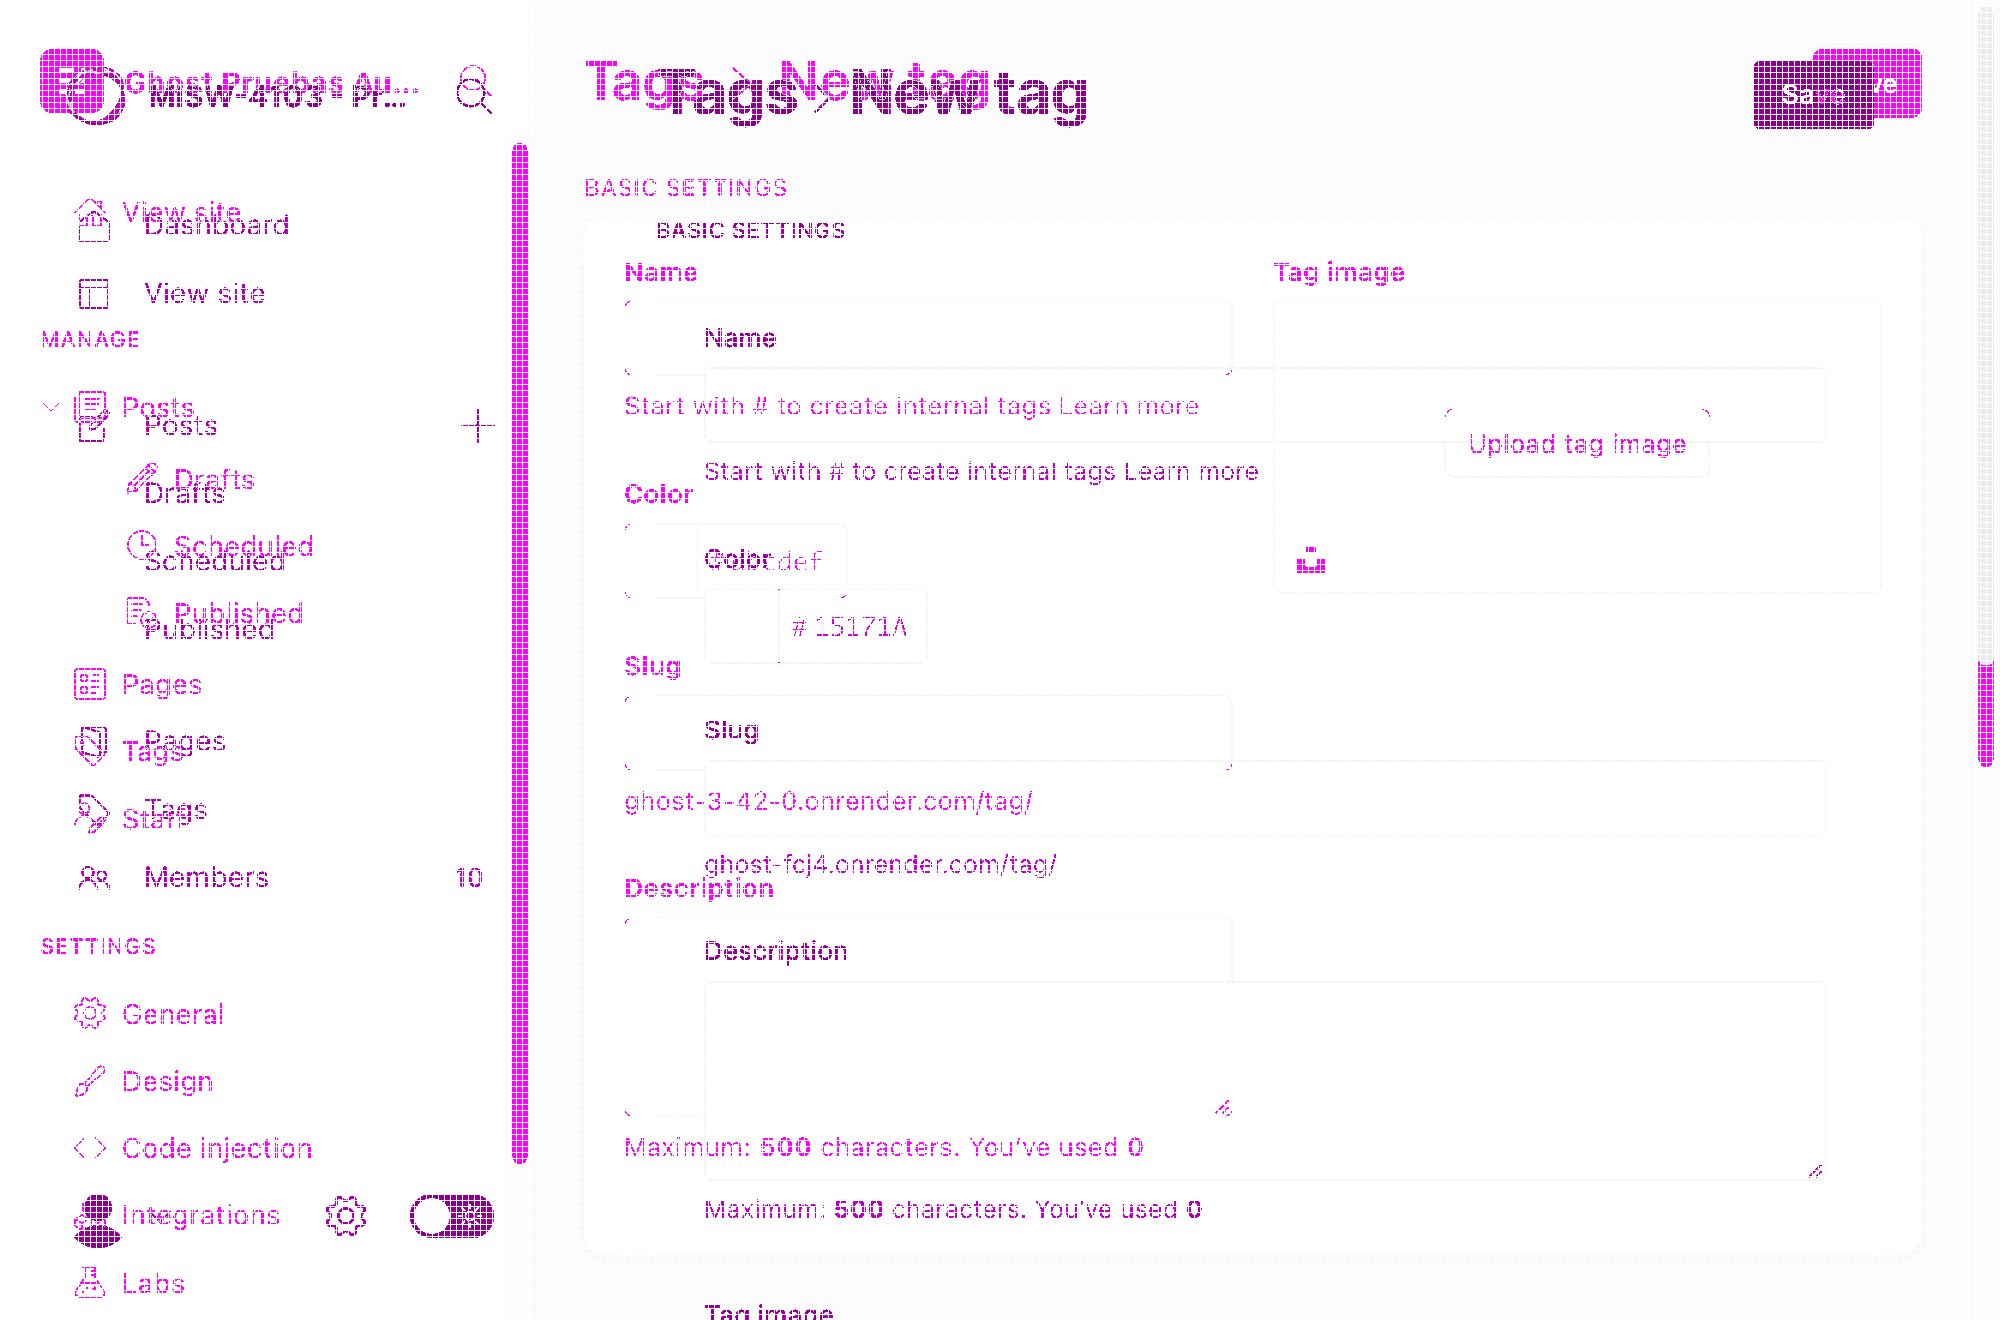 Ghost Pruebas Au...
MSW-4103 - Pr...
Tags New tag
Tags New tag
Save
BASIC SETTINGS
BASIC SETTINGS
View site
Dashboard
View site
MANAGE
Posts
Posts
Drafts
Drafts
Scheduled
Scheduled
Published
Published
Pages
Pages
Tags
Tags
Staff
Members 10
SETTINGS
General
Design
Code injection
Integrations
Labs
Name
Tag image
Name
Start with # to create internal tags Learn more
Upload tag image
Start with # to create internal tags Learn more
Color
Color
# 15171A
Slug
Slug
ghost-3-42-0.onrender.com/tag/
ghost-fcj4.onrender.com/tag/
Description
Description
Maximum: 500 characters. You've used 0
Maximum: 500 characters. You've used 0
Tag image